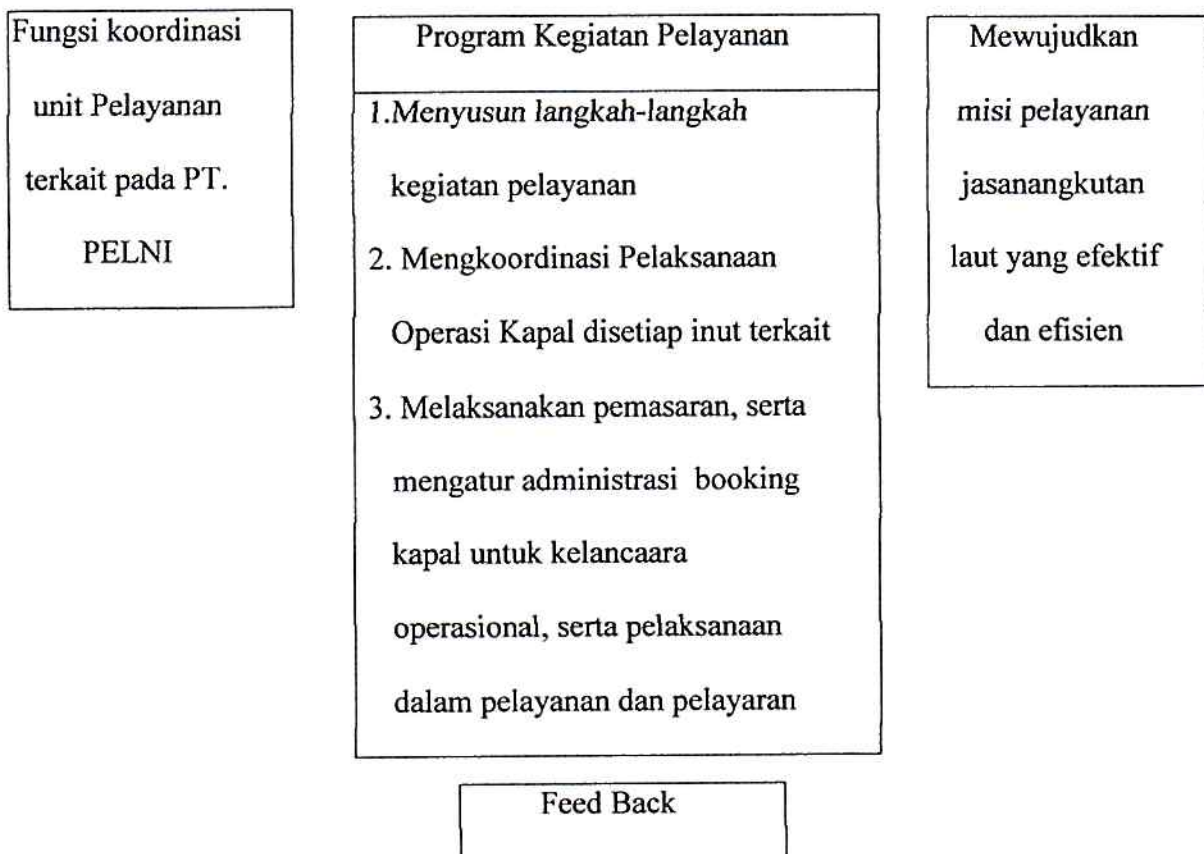 Fungsi koordinasi
unit Pelayanan
terkait pada PT.
PELNI
Program Kegiatan Pelayanan
1.Menyusun langkah-langkah
kegiatan pelayanan
2. Mengkoordinasi Pelaksanaan
Operasi Kapal disetiap inut terkait
3. Melaksanakan pemasaran, serta
mengatur administrasi booking
kapal untuk kelancaara
operasional, serta pelaksanaan
dalam pelayanan dan pelayaran
Mewujudkan
misi pelayanan
jasanangkutan
laut yang efektif
dan efisien
Feed Back